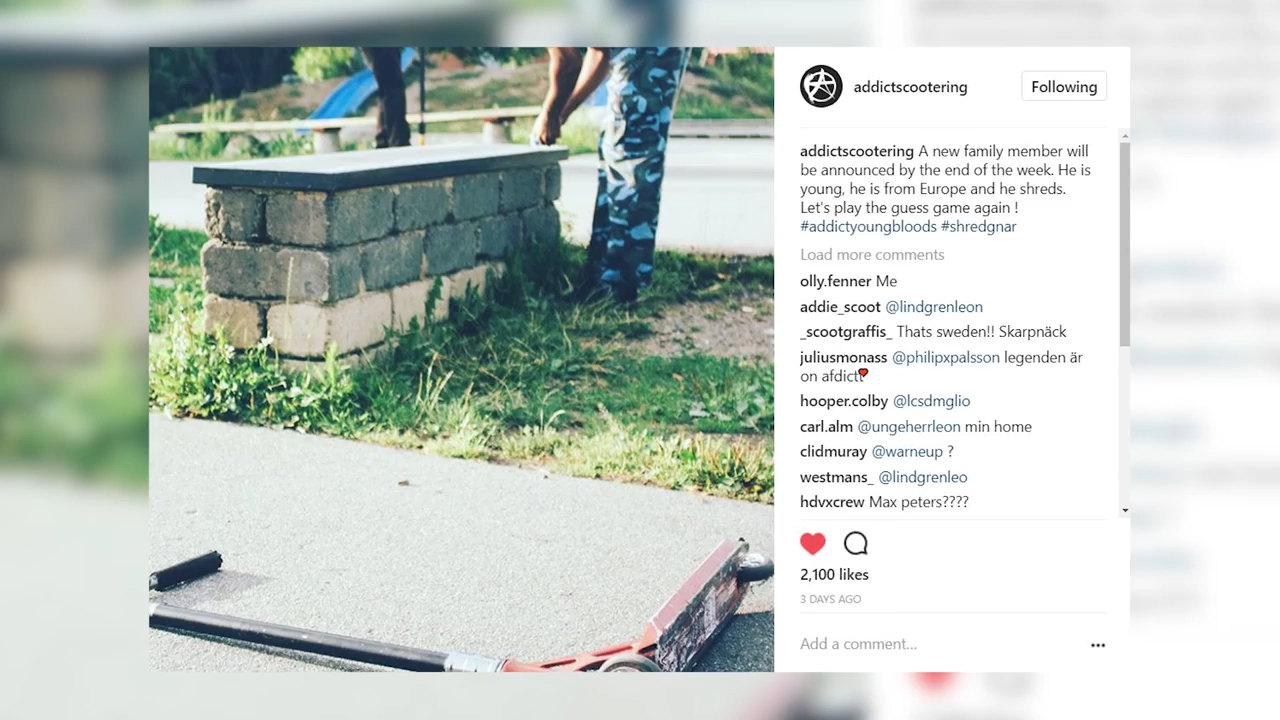 addictscootering
Following
addictscootering A new family member will
be announced by the end of the week. He is
young, he is from Europe and he shreds.
Let's play the guess game again !
#addictyoungbloods #shredgnar
Load more comments
olly.fenner Me
addie_scoot @lindgrenleon
_scootgraffis_ Thats sweden!! Skarpnäck
juliusmonass @philipxpalsson legenden är
on afdictt
hooper.colby @lcsdmglio
carl.alm @ungeherrleon min home
clidmuray @warneup ?
westmans_ @lindgrenleo
hdvxcrew Max peters????
2,100 likes
3 DAYS AGO
Add a comment...